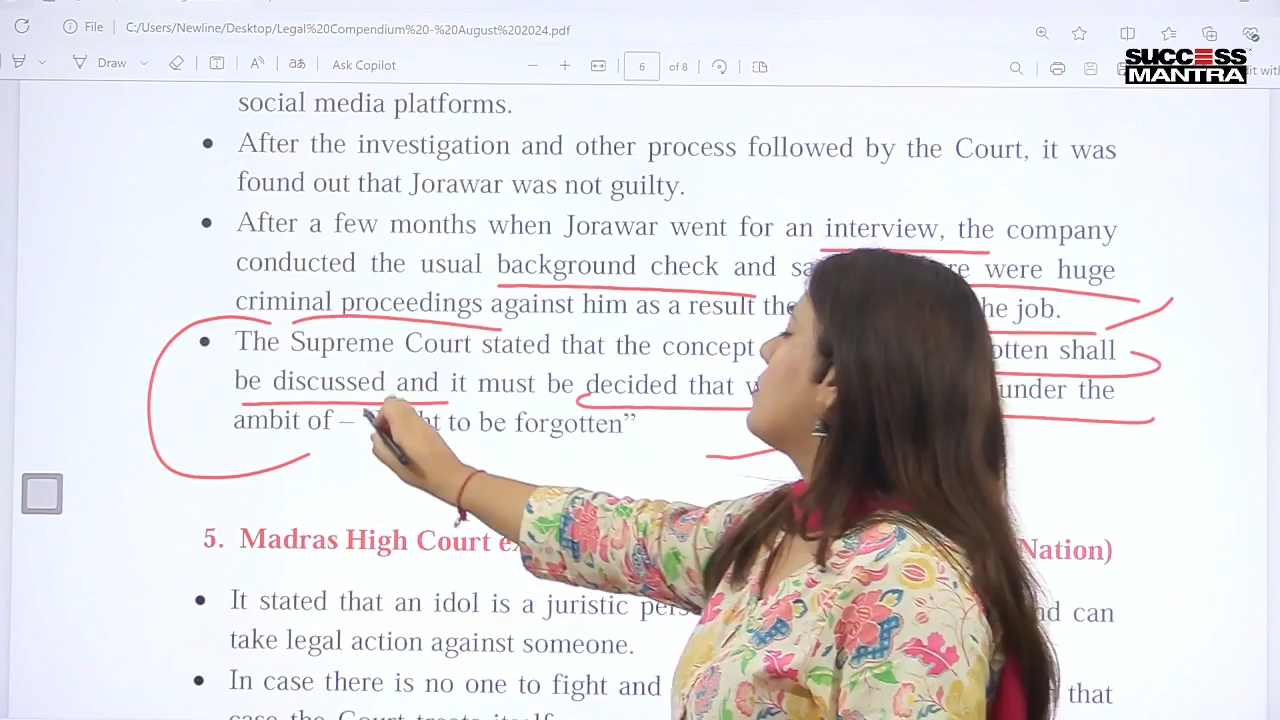 File C:/Users/Newline/Desktop/Legal%20Compendium%20-%20August%202024.pdf
Draw aあ Ask Copilot 6 of 8
SUCCESS
MANTRA
social media platforms.
• After the investigation and other process followed by the Court, it was
found out that Jorawar was not guilty.
• After a few months when Jorawar went for an interview, the company
conducted the usual background check and were huge
criminal proceedings against him as a result job.
• The Supreme Court stated that the concept shall
be discussed and it must be decided that under the
ambit of – to be forgotten”
5. Madras High Court Nation)
• It stated that an idol is a juristic and can
take legal action against someone.
• In case there is no one to fight and that
case the Court treats itself